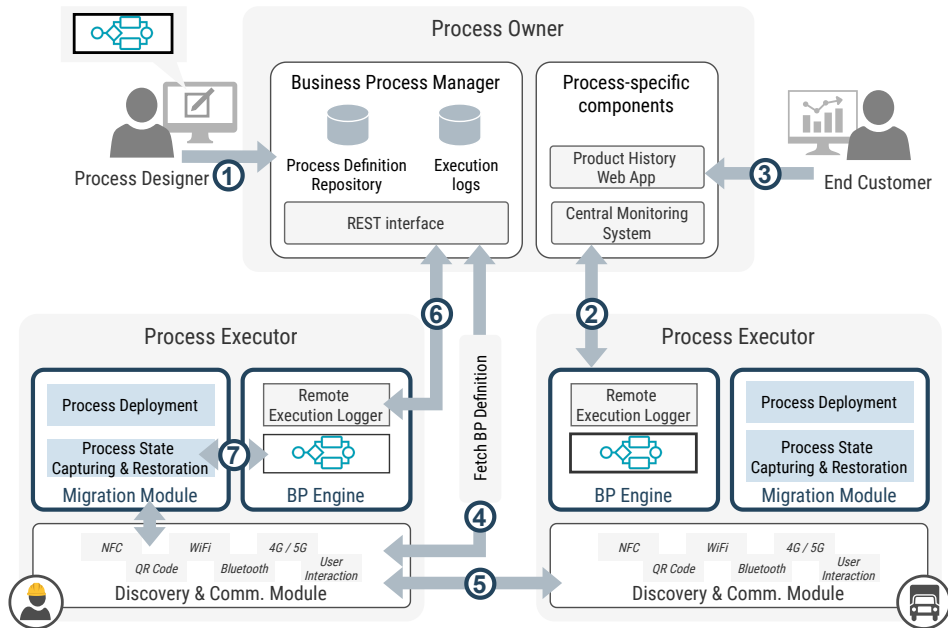 Process Owner
Business Process Manager
Process Definition
Repository
Execution
logs
REST interface
Process-specific
components
Product History
Web App
Central Monitoring
System
Process Designer
1
3
End Customer
6
2
Fetch BP Definition
4
Process Executor
Process Deployment
Process State
Capturing & Restoration
Migration Module
7
Remote
Execution Logger
BP Engine
NFC
WiFi
4G / 5G
QR Code
Bluetooth
User
Interaction
Discovery & Comm. Module
5
Process Executor
Remote
Execution Logger
BP Engine
Process Deployment
Process State
Capturing & Restoration
Migration Module
NFC
WiFi
4G / 5G
QR Code
Bluetooth
User
Interaction
Discovery & Comm. Module